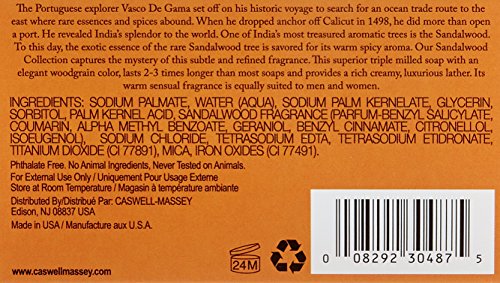 The Portuguese explorer Vasco De Gama set off on his historic voyage to search for an ocean trade route to the
east where rare essences and spices abound. When he dropped anchor off Calicut in 1498, he did more than open
a port. He revealed India's splendor to the world. One of India's most treasured aromatic trees is the Sandalwood.
To this day, the exotic essence of the rare Sandalwood tree is savored for its warm spicy aroma. Our Sandalwood
Collection captures the mystery of this subtle and refined fragrance. This superior triple milled soap with an
elegant woodgrain color, lasts 2-3 times longer than most soaps and provides a rich creamy, luxurious lather. Its
warm sensual fragrance is equally suited to men and women.
INGREDIENTS: SODIUM PALMATE, WATER (AQUA), SODIUM PALM KERNELATE, GLYCERIN,
SORBITOL, PALM KERNEL ACID, SANDALWOOD FRAGRANCE (PARFUM-BENZYL SALICYLATE,
COUMARIN, ALPHA METHYL BENZOATE, GERANIOL, BENZYL CINNAMATE, CITRONELLOL,
ISOEUGENOL), SODIUM CHLORIDE, TETRASODIUM EDTA, TETRASODIUM ETIDRONATE,
TITANIUM DIOXIDE (CI 77891), MICA, IRON OXIDES (CI 77491).
Phthalate Free. No Animal Ingredients, Never Tested on Animals.
For External Use Only / Uniquement Pour Usage Externe
Store at Room Temperature / Magasin à température ambiante
Distributed By/Distribué Par: CASWELL-MASSEY
Edison, NJ 08837 USA
Made in USA / Manufacture aux U.S.A.
24M
0 08292 30487 5
www.caswellmassey.com